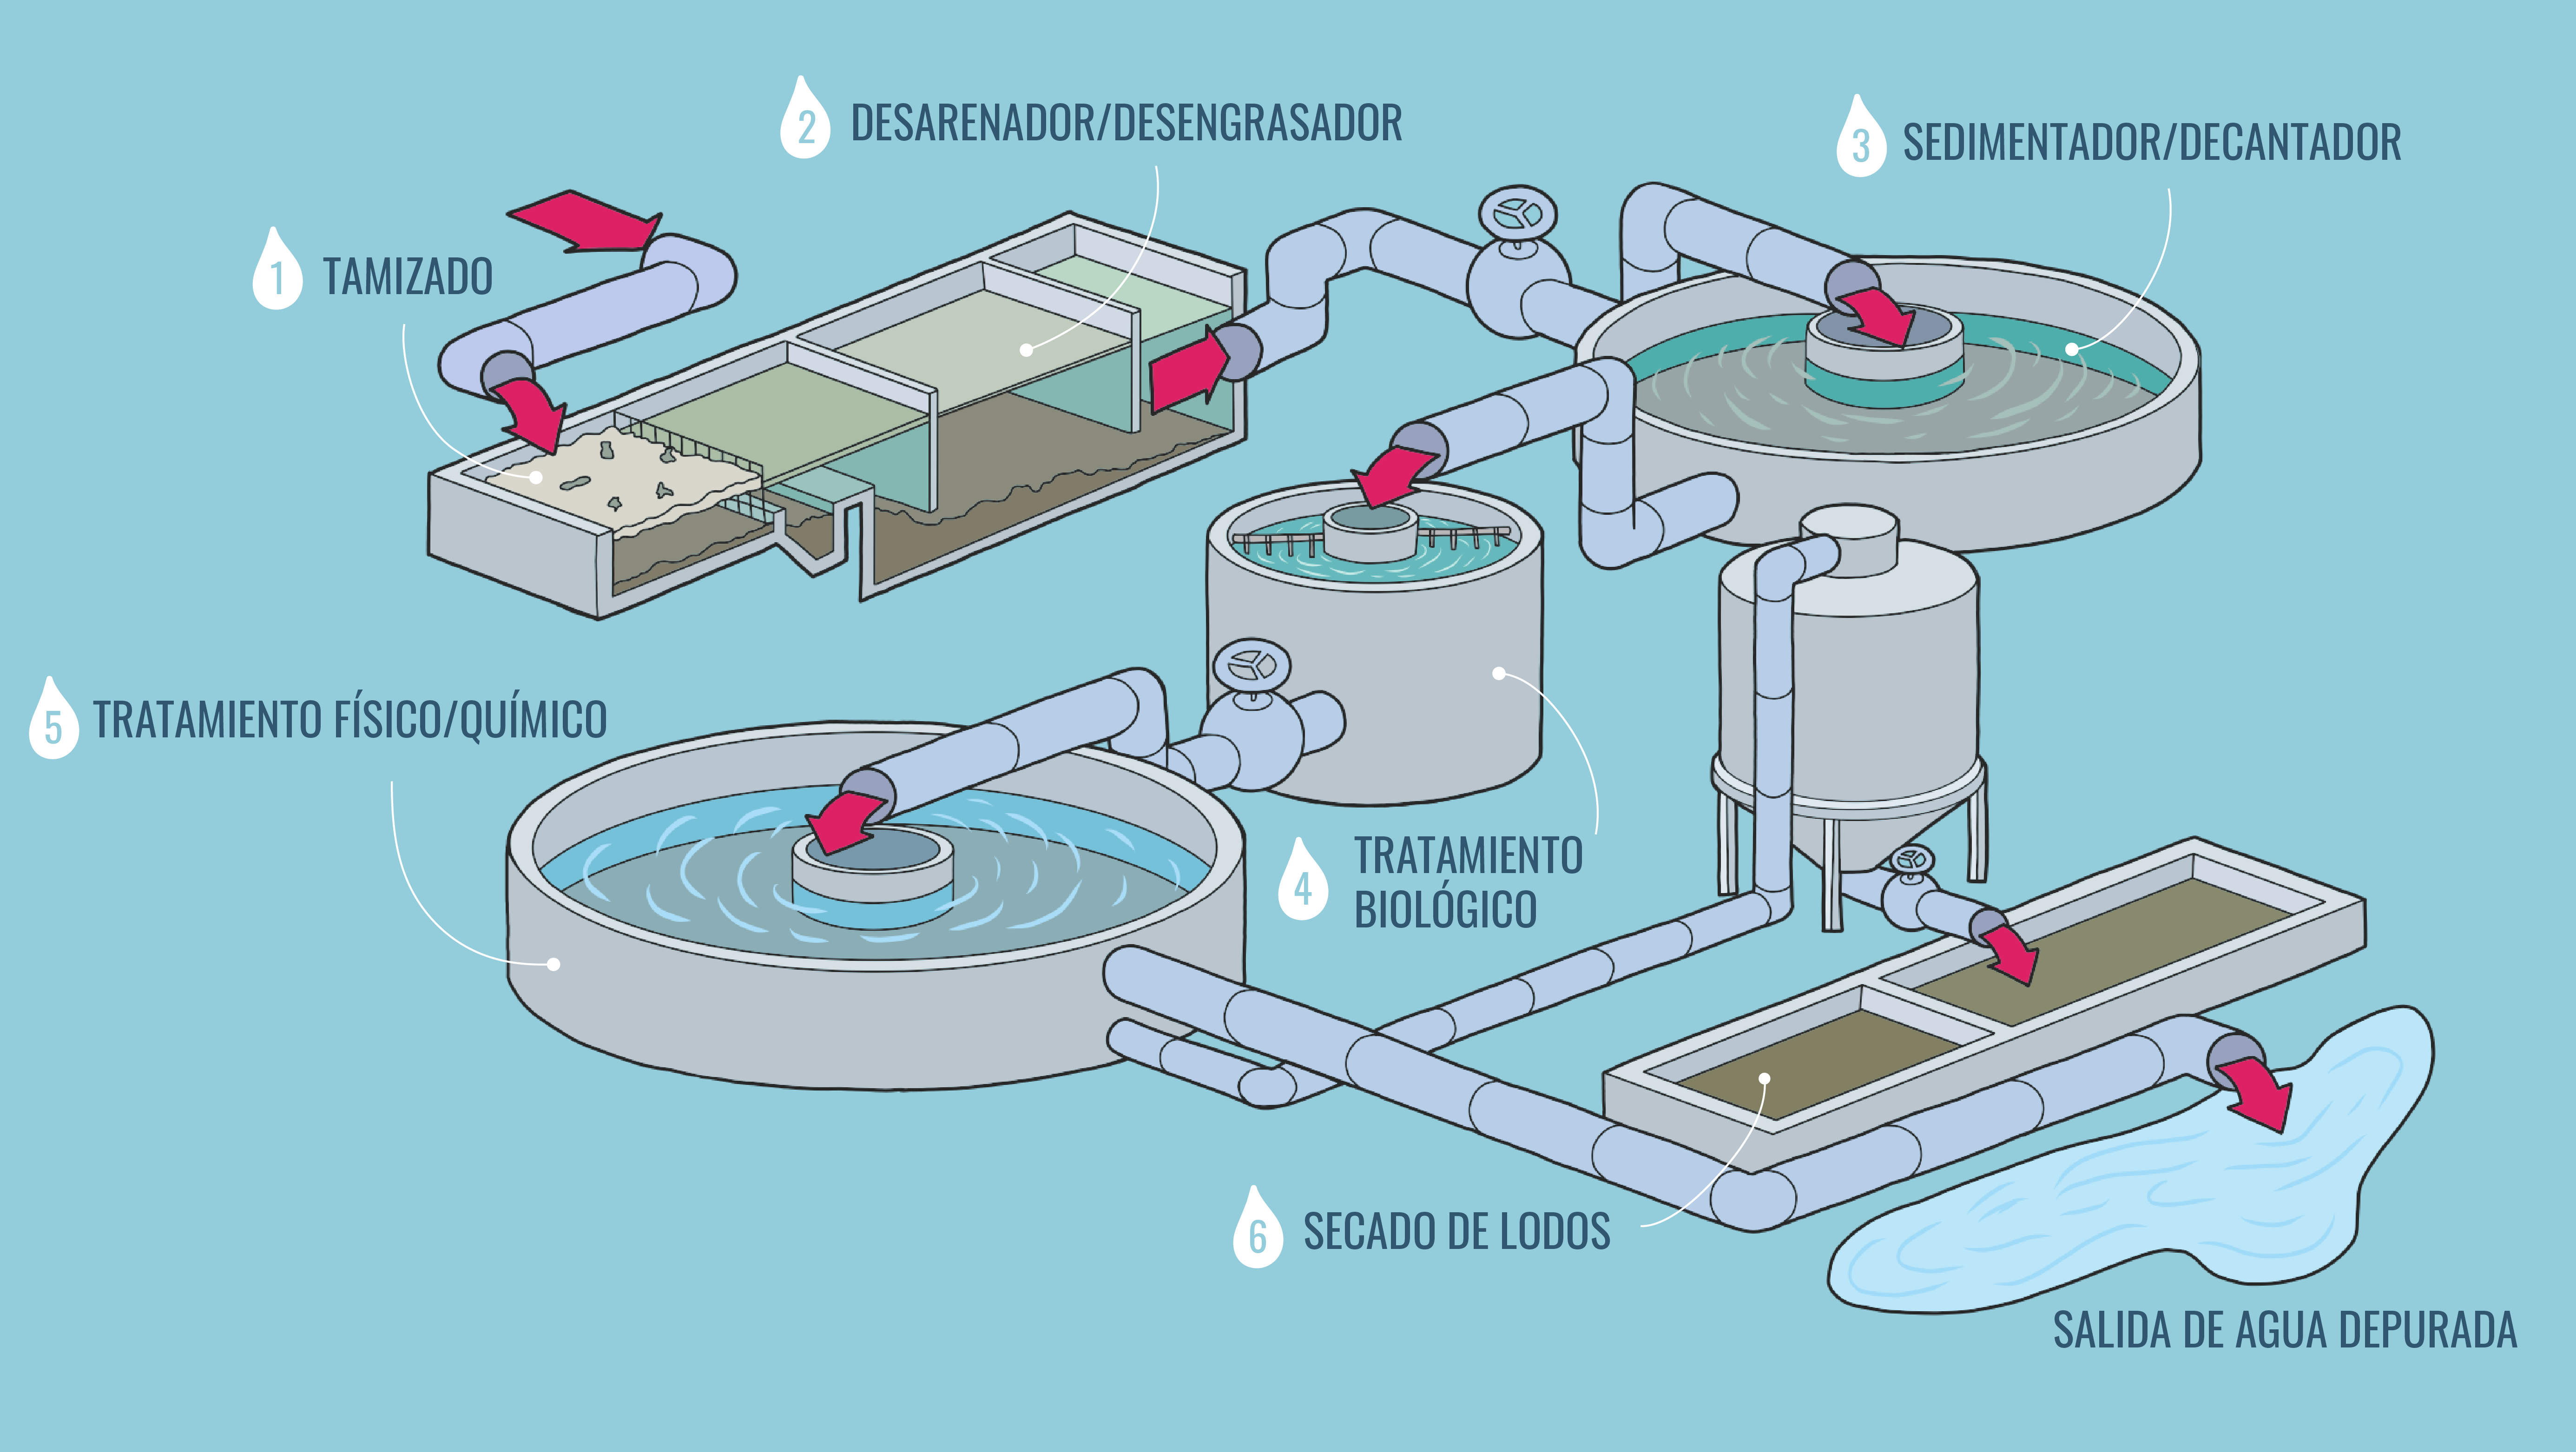 2 DESARENADOR/DESENGRASADOR
3 SEDIMENTADOR/DECANTADOR
1 TAMIZADO
5 TRATAMIENTO FÍSICO/QUÍMICO
4 TRATAMIENTO
BIOLÓGICO
6 SECADO DE LODOS
SALIDA DE AGUA DEPURADA